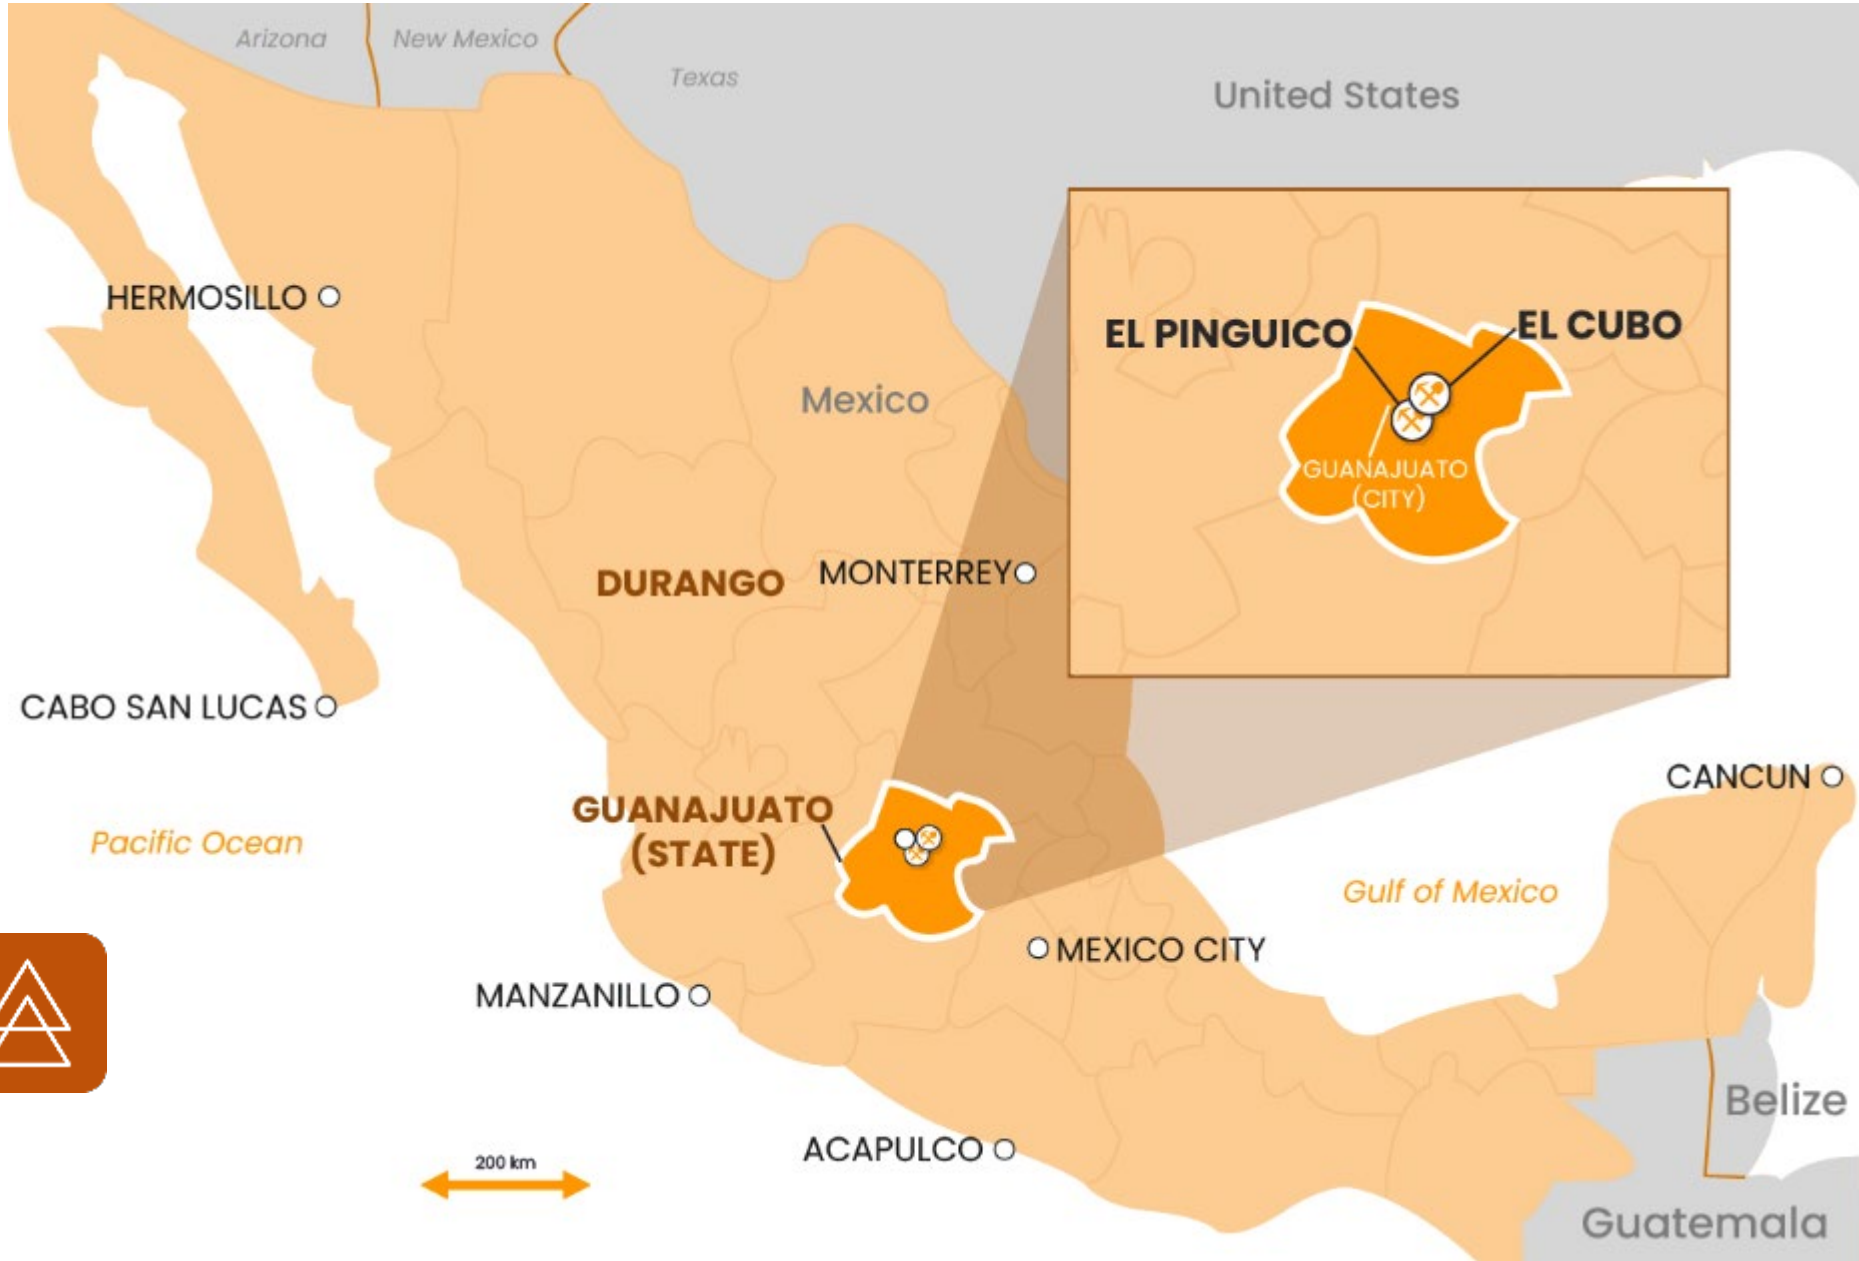 Arizona
New Mexico
Texas
United States
HERMOSILLO
EL PINGUICO
EL CUBO
Mexico
GUANAJUATO
(CITY)
DURANGO
MONTERREY
CABO SAN LUCAS
CANCUN
GUANAJUATO
(STATE)
Pacific Ocean
Gulf of Mexico
MEXICO CITY
MANZANILLO
Belize
ACAPULCO
200 km
Guatemala